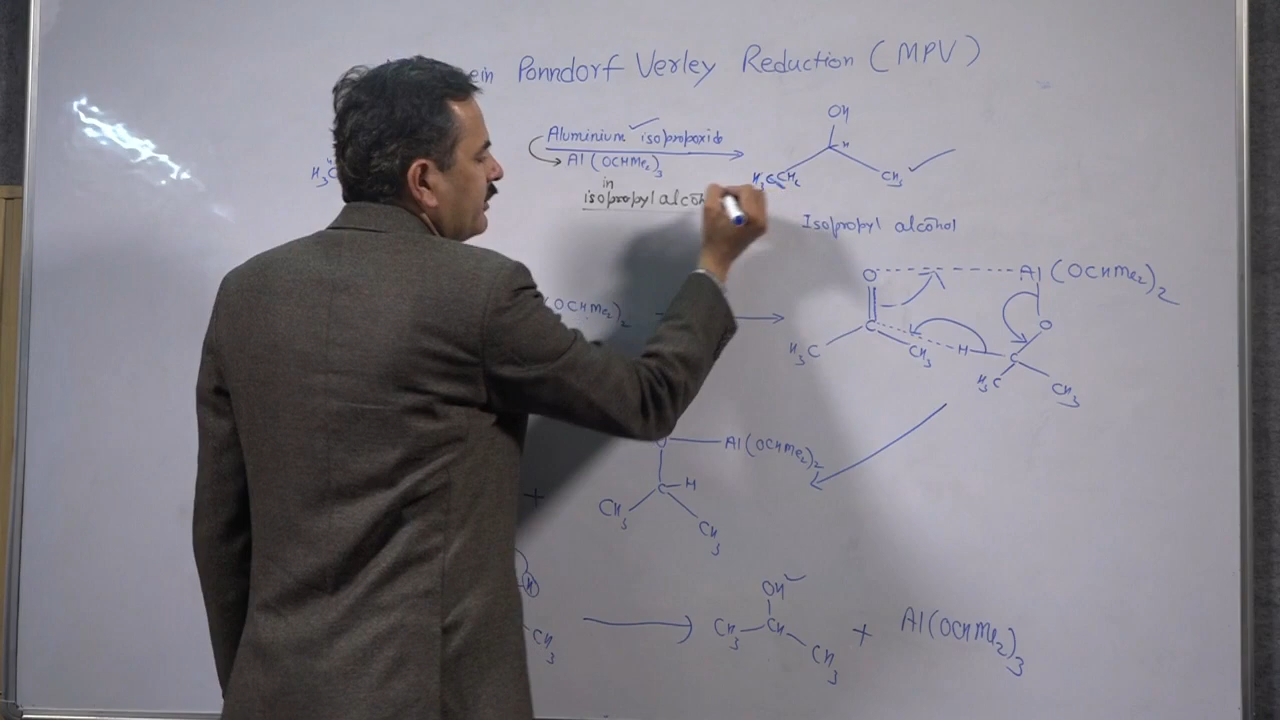 ein Ponndorf Verley Reduction (MPV)
OH
Aluminium isopropoxide
Al (OCHMe2)3
H3C
CH3
in
isopropyl alcoh
Isopropyl alcohol
O Al (OCHMe2)2
OCHMe2)2
C O
H3C CH3 H C
H3C CH3
O Al (OCHMe2)2
C H
+
CH3 CH3
H OH
CH3 CH + Al(OCHMe2)3
CH3 CH3